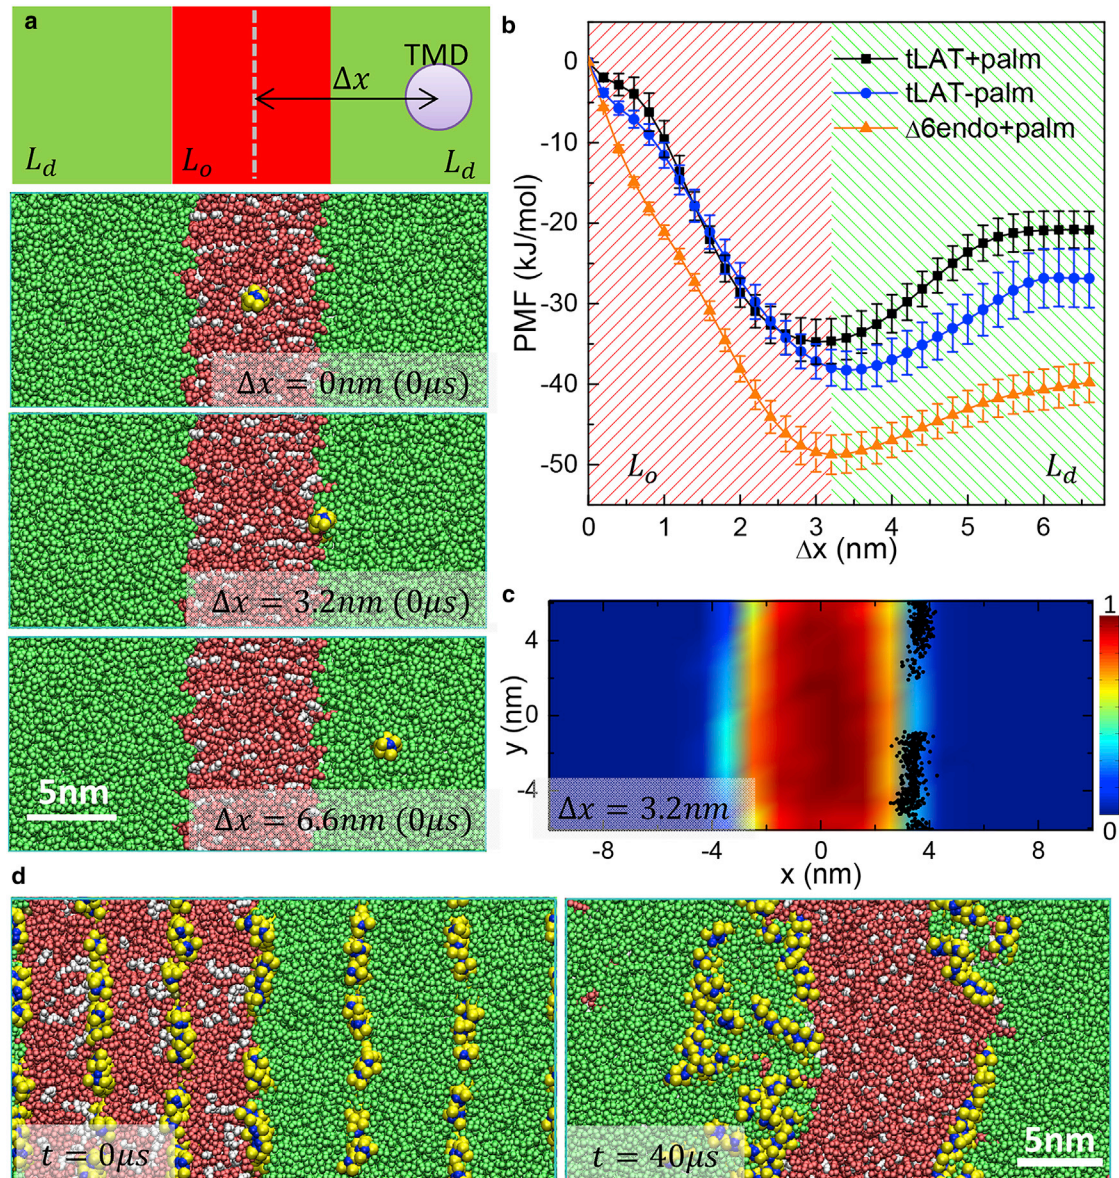 a
TMD
Δx
L_d
L_o
L_d
Δx = 0nm (0μs)
Δx = 3.2nm (0μs)
5nm
Δx = 6.6nm (0μs)
b
PMF (kJ/mol)
0
-10
-20
-30
-40
-50
tLAT+palm
tLAT-palm
Δ6endo+palm
L_o
L_d
0 1 2 3 4 5 6
Δx (nm)
c
y (nm)
4
0
-4
Δx = 3.2nm
-8 -4 0 4 8
x (nm)
1
0
d
t = 0μs
t = 40μs
5nm